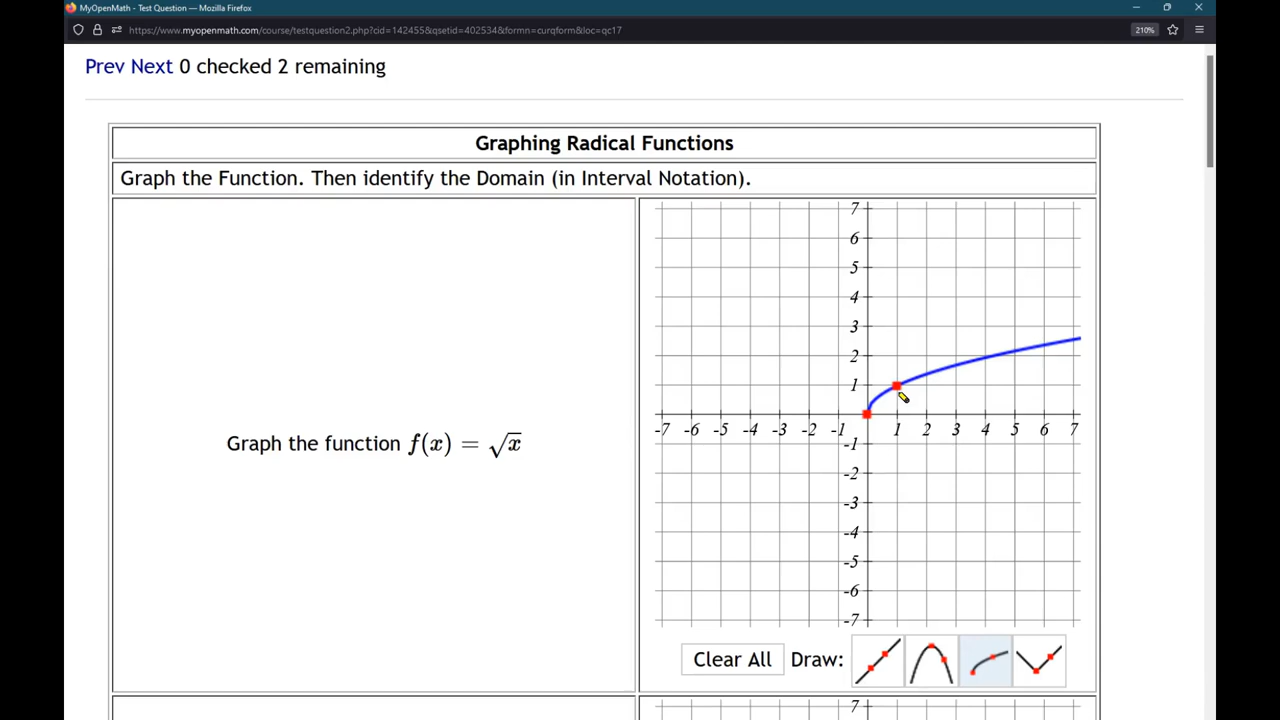 MyOpenMath - Test Question — Mozilla Firefox
https://www.myopenmath.com/course/testquestion2.php?cid=142455&qsetid=402534&formn=curqform&loc=qc17
210%
Prev Next 0 checked 2 remaining
Graphing Radical Functions
Graph the Function. Then identify the Domain (in Interval Notation).
Graph the function f(x) = √x
7
6
5
4
3
2
1
-7 -6 -5 -4 -3 -2 -1 1 2 3 4 5 6 7
-1
-2
-3
-4
-5
-6
-7
Clear All Draw:
7